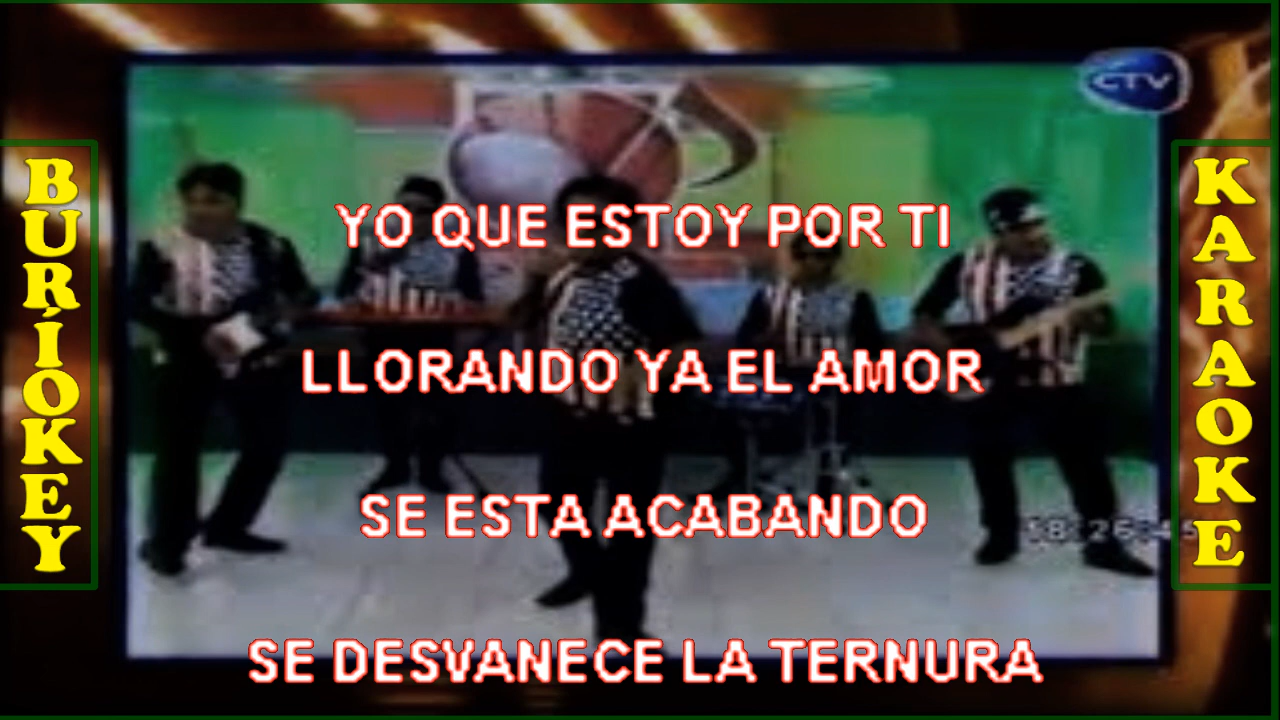 CTV
BURÍOKEY
KARAOKE
YO QUE ESTOY POR TI
LLORANDO YA EL AMOR
SE ESTA ACABANDO
SE DESVANECE LA TERNURA